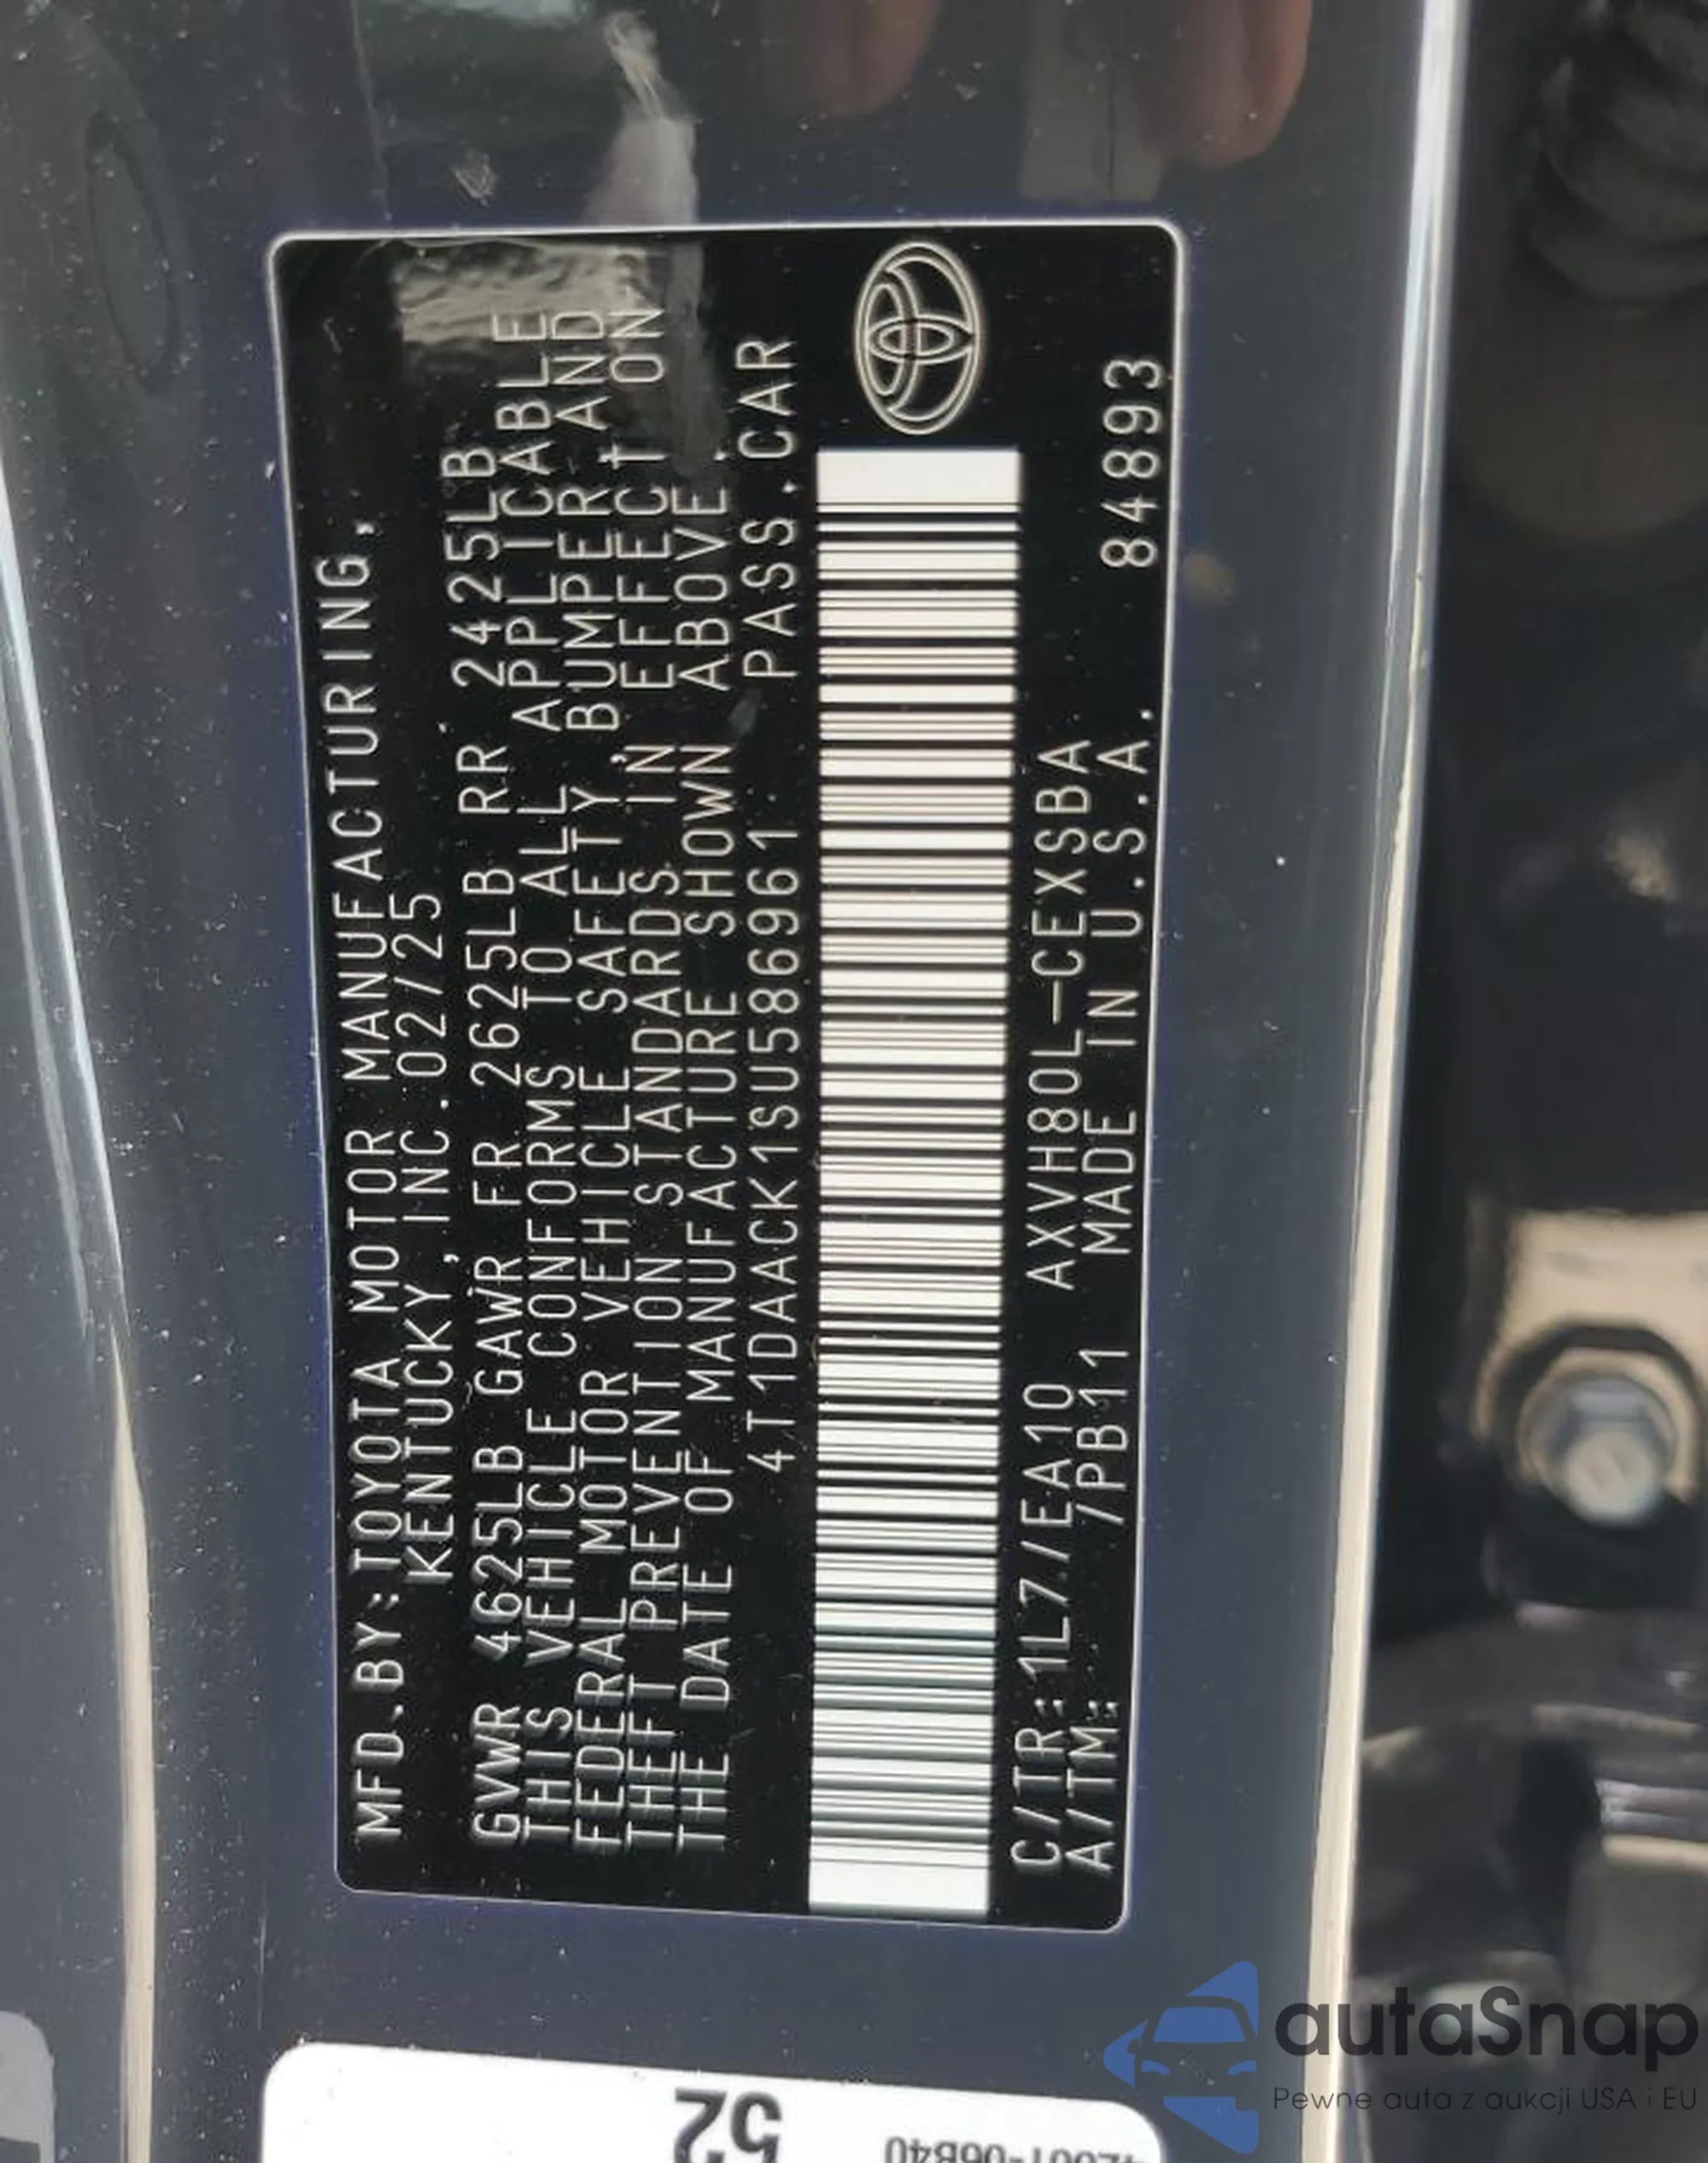 MFD.BY:TOYOTA MOTOR MANUFACTURING,
KENTUCKY,INC.02/25
GVWR 4625LB GAWR FR 2625LB RR 2425LB
THIS VEHICLE CONFORMS TO ALL APPLICABLE
FEDERAL MOTOR VEHICLE SAFETY,BUMPER AND
THEFT PREVENTION STANDARDS IN EFFECT ON
THE DATE OF MANUFACTURE SHOWN ABOVE.
4T1DAACK1SU586961 PASS.CAR
C/TR:1L7/EA10 AXVH80L-CEXSBA
A/TM: /PB11 MADE IN U.S.A. 84893
52
autaSnap
Pewne auta z aukcji USA i EU